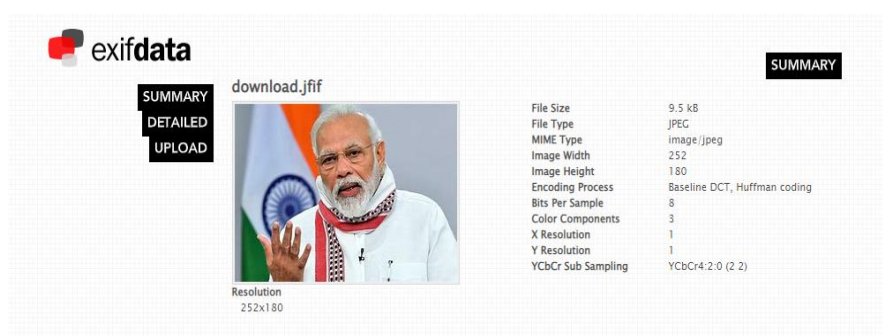 exifdata
SUMMARY
SUMMARY
DETAILED
UPLOAD
download.jfif
File Size 9.5 kB
File Type JPEG
MIME Type image/jpeg
Image Width 252
Image Height 180
Encoding Process Baseline DCT, Huffman coding
Bits Per Sample 8
Color Components 3
X Resolution 1
Y Resolution 1
YCbCr Sub Sampling YCbCr4:2:0 (2 2)
Resolution
252x180